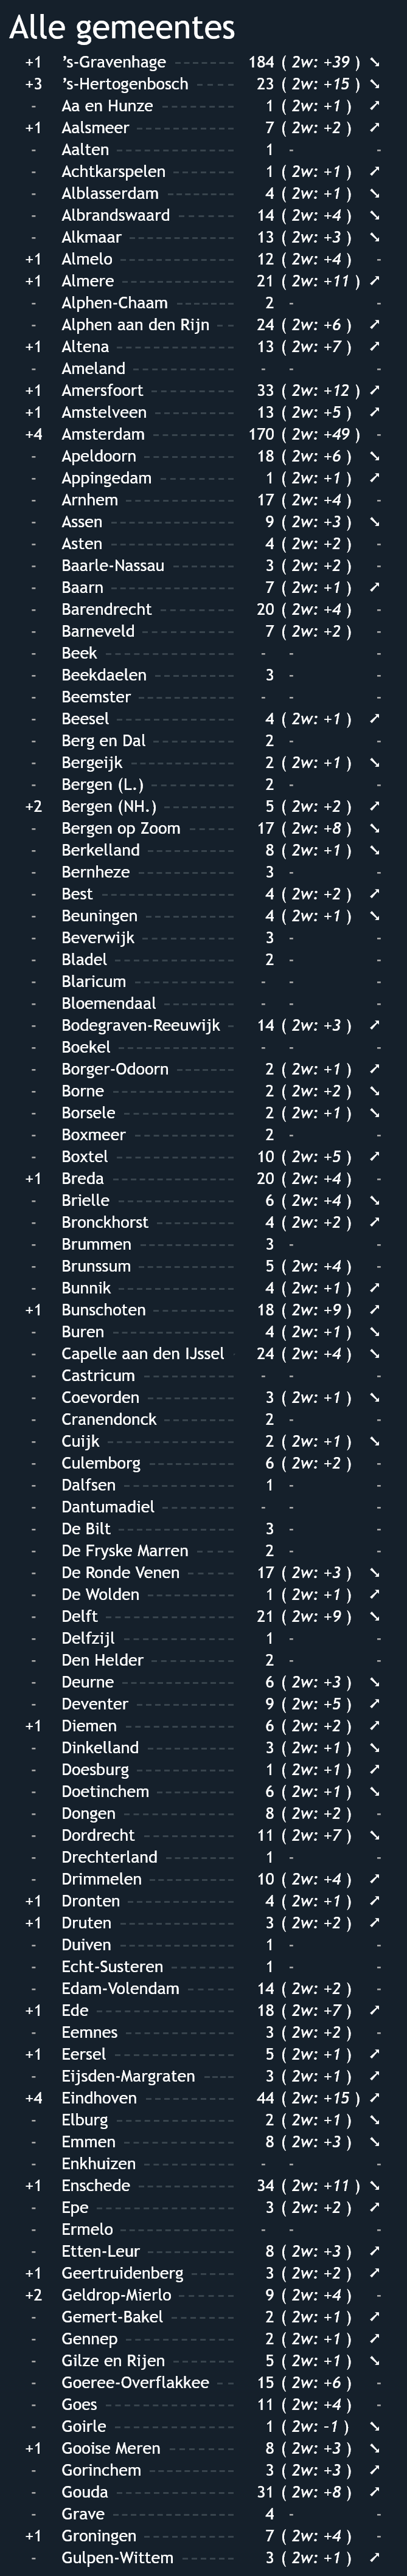 Alle gemeentes
+1 's-Gravenhage 184 ( 2w: +39 ) ↘
+3 's-Hertogenbosch 23 ( 2w: +15 ) ↘
- Aa en Hunze 1 ( 2w: +1 ) ↗
+1 Aalsmeer 7 ( 2w: +2 ) ↗
- Aalten 1 - -
- Achtkarspelen 1 ( 2w: +1 ) ↗
- Alblasserdam 4 ( 2w: +1 ) ↘
- Albrandswaard 14 ( 2w: +4 ) ↘
- Alkmaar 13 ( 2w: +3 ) ↘
+1 Almelo 12 ( 2w: +4 ) -
+1 Almere 21 ( 2w: +11 ) ↗
- Alphen-Chaam 2 - -
- Alphen aan den Rijn 24 ( 2w: +6 ) ↗
+1 Altena 13 ( 2w: +7 ) ↗
- Ameland - - -
+1 Amersfoort 33 ( 2w: +12 ) ↗
+1 Amstelveen 13 ( 2w: +5 ) ↗
+4 Amsterdam 170 ( 2w: +49 ) -
- Apeldoorn 18 ( 2w: +6 ) ↘
- Appingedam 1 ( 2w: +1 ) ↗
- Arnhem 17 ( 2w: +4 ) -
- Assen 9 ( 2w: +3 ) ↘
- Asten 4 ( 2w: +2 ) -
- Baarle-Nassau 3 ( 2w: +2 ) -
- Baarn 7 ( 2w: +1 ) ↗
- Barendrecht 20 ( 2w: +4 ) -
- Barneveld 7 ( 2w: +2 ) -
- Beek - - -
- Beekdaelen 3 - -
- Beemster - - -
- Beesel 4 ( 2w: +1 ) ↗
- Berg en Dal 2 - -
- Bergeijk 2 ( 2w: +1 ) ↘
- Bergen (L.) 2 - -
+2 Bergen (NH.) 5 ( 2w: +2 ) ↗
- Bergen op Zoom 17 ( 2w: +8 ) ↘
- Berkelland 8 ( 2w: +1 ) ↘
- Bernheze 3 - -
- Best 4 ( 2w: +2 ) ↗
- Beuningen 4 ( 2w: +1 ) ↘
- Beverwijk 3 - -
- Bladel 2 - -
- Blaricum - - -
- Bloemendaal - - -
- Bodegraven-Reeuwijk 14 ( 2w: +3 ) ↗
- Boekel - - -
- Borger-Odoorn 2 ( 2w: +1 ) ↗
- Borne 2 ( 2w: +2 ) ↘
- Borsele 2 ( 2w: +1 ) ↘
- Boxmeer 2 - -
- Boxtel 10 ( 2w: +5 ) ↗
+1 Breda 20 ( 2w: +4 ) -
- Brielle 6 ( 2w: +4 ) ↘
- Bronckhorst 4 ( 2w: +2 ) ↗
- Brummen 3 - -
- Brunssum 5 ( 2w: +4 ) -
- Bunnik 4 ( 2w: +1 ) ↗
+1 Bunschoten 18 ( 2w: +9 ) ↗
- Buren 4 ( 2w: +1 ) ↘
- Capelle aan den IJssel 24 ( 2w: +4 ) ↘
- Castricum - - -
- Coevorden 3 ( 2w: +1 ) ↘
- Cranendonck 2 - -
- Cuijk 2 ( 2w: +1 ) ↘
- Culemborg 6 ( 2w: +2 ) -
- Dalfsen 1 - -
- Dantumadiel - - -
- De Bilt 3 - -
- De Fryske Marren 2 - -
- De Ronde Venen 17 ( 2w: +3 ) ↘
- De Wolden 1 ( 2w: +1 ) ↗
- Delft 21 ( 2w: +9 ) ↘
- Delfzijl 1 - -
- Den Helder 2 - -
- Deurne 6 ( 2w: +3 ) ↘
- Deventer 9 ( 2w: +5 ) ↗
+1 Diemen 6 ( 2w: +2 ) ↗
- Dinkelland 3 ( 2w: +1 ) ↘
- Doesburg 1 ( 2w: +1 ) ↗
- Doetinchem 6 ( 2w: +1 ) ↘
- Dongen 8 ( 2w: +2 ) -
- Dordrecht 11 ( 2w: +7 ) ↘
- Drechterland 1 - -
- Drimmelen 10 ( 2w: +4 ) ↗
+1 Dronten 4 ( 2w: +1 ) ↗
+1 Druten 3 ( 2w: +2 ) ↗
- Duiven 1 - -
- Echt-Susteren 1 - -
- Edam-Volendam 14 ( 2w: +2 ) -
+1 Ede 18 ( 2w: +7 ) ↗
- Eemnes 3 ( 2w: +2 ) -
+1 Eersel 5 ( 2w: +1 ) ↗
- Eijsden-Margraten 3 ( 2w: +1 ) ↗
+4 Eindhoven 44 ( 2w: +15 ) ↗
- Elburg 2 ( 2w: +1 ) ↘
- Emmen 8 ( 2w: +3 ) ↘
- Enkhuizen - - -
+1 Enschede 34 ( 2w: +11 ) ↘
- Epe 3 ( 2w: +2 ) ↗
- Ermelo - - -
- Etten-Leur 8 ( 2w: +3 ) ↗
+1 Geertruidenberg 3 ( 2w: +2 ) ↗
+2 Geldrop-Mierlo 9 ( 2w: +4 ) -
- Gemert-Bakel 2 ( 2w: +1 ) ↗
- Gennep 2 ( 2w: +1 ) ↗
- Gilze en Rijen 5 ( 2w: +1 ) ↘
- Goeree-Overflakkee 15 ( 2w: +6 ) -
- Goes 11 ( 2w: +4 ) -
- Goirle 1 ( 2w: -1 ) ↘
+1 Gooise Meren 8 ( 2w: +3 ) ↘
- Gorinchem 3 ( 2w: +3 ) ↗
- Gouda 31 ( 2w: +8 ) ↗
- Grave 4 - -
+1 Groningen 7 ( 2w: +4 ) -
- Gulpen-Wittem 3 ( 2w: +1 ) ↗